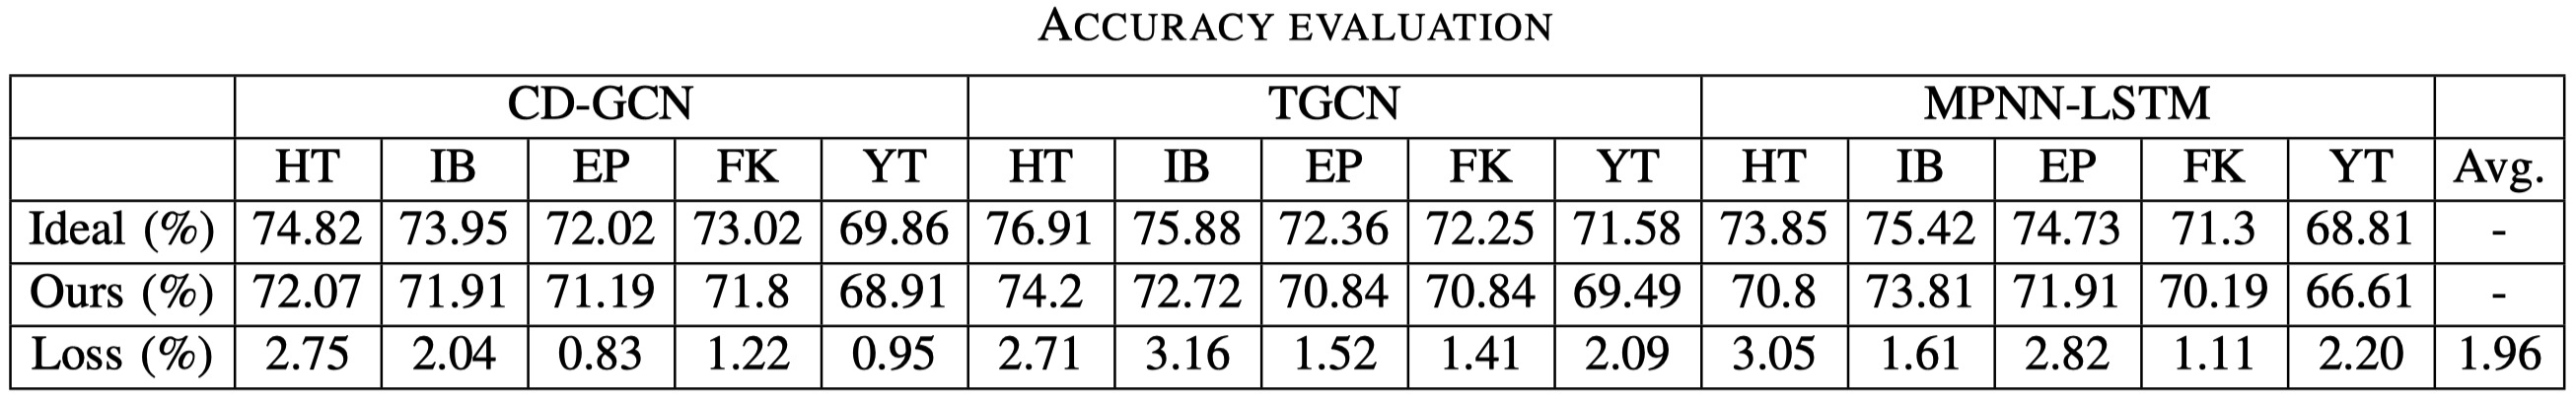 ACCURACY EVALUATION
CD-GCN TGCN MPNN-LSTM
HT IB EP FK YT HT IB EP FK YT HT IB EP FK YT Avg.
Ideal (%) 74.82 73.95 72.02 73.02 69.86 76.91 75.88 72.36 72.25 71.58 73.85 75.42 74.73 71.3 68.81 -
Ours (%) 72.07 71.91 71.19 71.8 68.91 74.2 72.72 70.84 70.84 69.49 70.8 73.81 71.91 70.19 66.61 -
Loss (%) 2.75 2.04 0.83 1.22 0.95 2.71 3.16 1.52 1.41 2.09 3.05 1.61 2.82 1.11 2.20 1.96